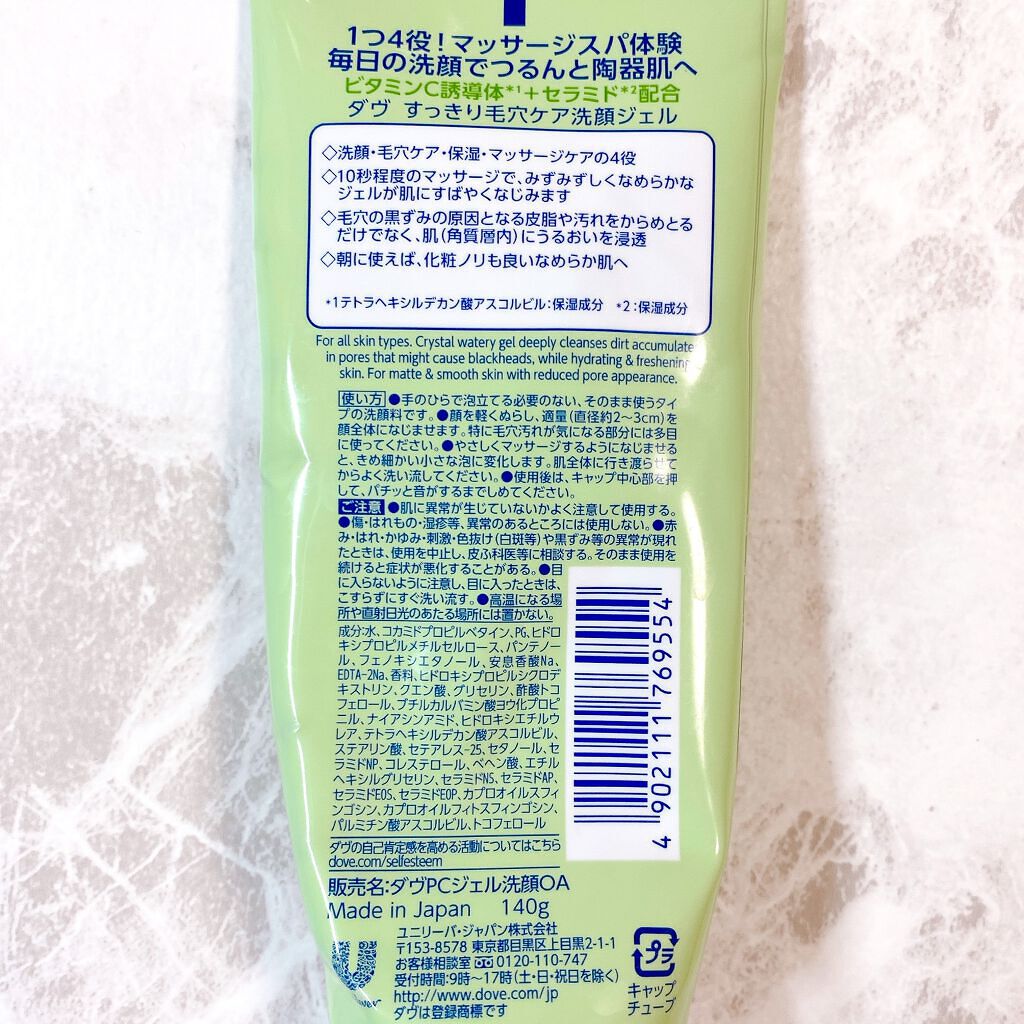 1つ4役!マッサージスパ体験
毎日の洗顔でつるんと陶器肌へ
ビタミンC誘導体*1+セラミド*2配合
ダヴ すっきり毛穴ケア洗顔ジェル
◇洗顔・毛穴ケア・保湿・マッサージケアの4役
◇10秒程度のマッサージで、みずみずしくなめらかな
ジェルが肌にすばやくなじみます
◇毛穴の黒ずみの原因となる皮脂や汚れをからめとる
だけでなく、肌(角質層内)にうるおいを浸透
◇朝に使えば、化粧ノリも良いなめらか肌へ
*1テトラヘキシルデカン酸アスコルビル:保湿成分 *2:保湿成分
For all skin types. Crystal watery gel deeply cleanses dirt accumulate
in pores that might cause blackheads, while hydrating & freshening
skin. For matte & smooth skin with reduced pore appearance.
使い方 ●手のひらで泡立てる必要のない、そのまま使うタイ
プの洗顔料です。●顔を軽くぬらし、適量(直径約2~3cm)を
顔全体になじませます。特に毛穴汚れが気になる部分には多目
に使ってください。●やさしくマッサージするようになじませる
と、きめ細かい小さな泡に変化します。肌全体に行き渡らせて
からよく洗い流してください。●使用後は、キャップ中心部を押
して、パチッと音がするまでしめてください。
ご注意 ●肌に異常が生じていないかよく注意して使用する。
●傷・はれもの・湿疹等、異常のあるところには使用しない。●赤
み・はれ・かゆみ・刺激・色抜け(白斑等)や黒ずみ等の異常が現れ
たときは、使用を中止し、皮ふ科医等に相談する。そのまま使用を
続けると症状が悪化することがある。●目
に入らないように注意し、目に入ったときは、
こすらずにすぐ洗い流す。●高温になる場
所や直射日光のあたる場所には置かない。
成分:水、コカミドプロピルベタイン、PG、ヒドロ
キシプロピルメチルセルロース、パンテノー
ル、フェノキシエタノール、安息香酸Na、
EDTA-2Na、香料、ヒドロキシプロピルシクロデ
キストリン、クエン酸、グリセリン、酢酸トコ
フェロール、ブチルカルバミン酸ヨウ化プロピ
ニル、ナイアシンアミド、ヒドロキシエチルウ
レア、テトラヘキシルデカン酸アスコルビル、
ステアリン酸、セテアレス-25、セタノール、セ
ラミドNP、コレステロール、ベヘン酸、エチル
ヘキシルグリセリン、セラミドNS、セラミドAP、
セラミドEOS、セラミドEOP、カプロオイルスフィ
ンゴシン、カプロオイルフィトスフィンゴシン、
パルミチン酸アスコルビル、トコフェロール
4 902111 769554
ダヴの自己肯定感を高める活動についてはこちら
dove.com/selfesteem
販売名:ダヴPCジェル洗顔OA
Made in Japan 140g
ユニリーバ・ジャパン株式会社
〒153-8578 東京都目黒区上目黒2-1-1
お客様相談室 0120-110-747
受付時間:9時~17時(土・日・祝日を除く)
http://www.dove.com/jp
ダヴは登録商標です
プラ
キャップ
チューブ